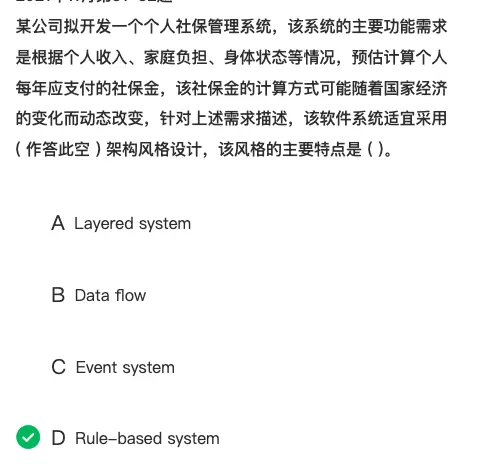 某公司拟开发一个个人社保管理系统，该系统的主要功能需求
是根据个人收入、家庭负担、身体状态等情况，预估计算个人
每年应支付的社保金，该社保金的计算方式可能随着国家经济
的变化而动态改变，针对上述需求描述，该软件系统适宜采用
( 作答此空 ) 架构风格设计，该风格的主要特点是 ( )。
A Layered system
B Data flow
C Event system
D Rule-based system